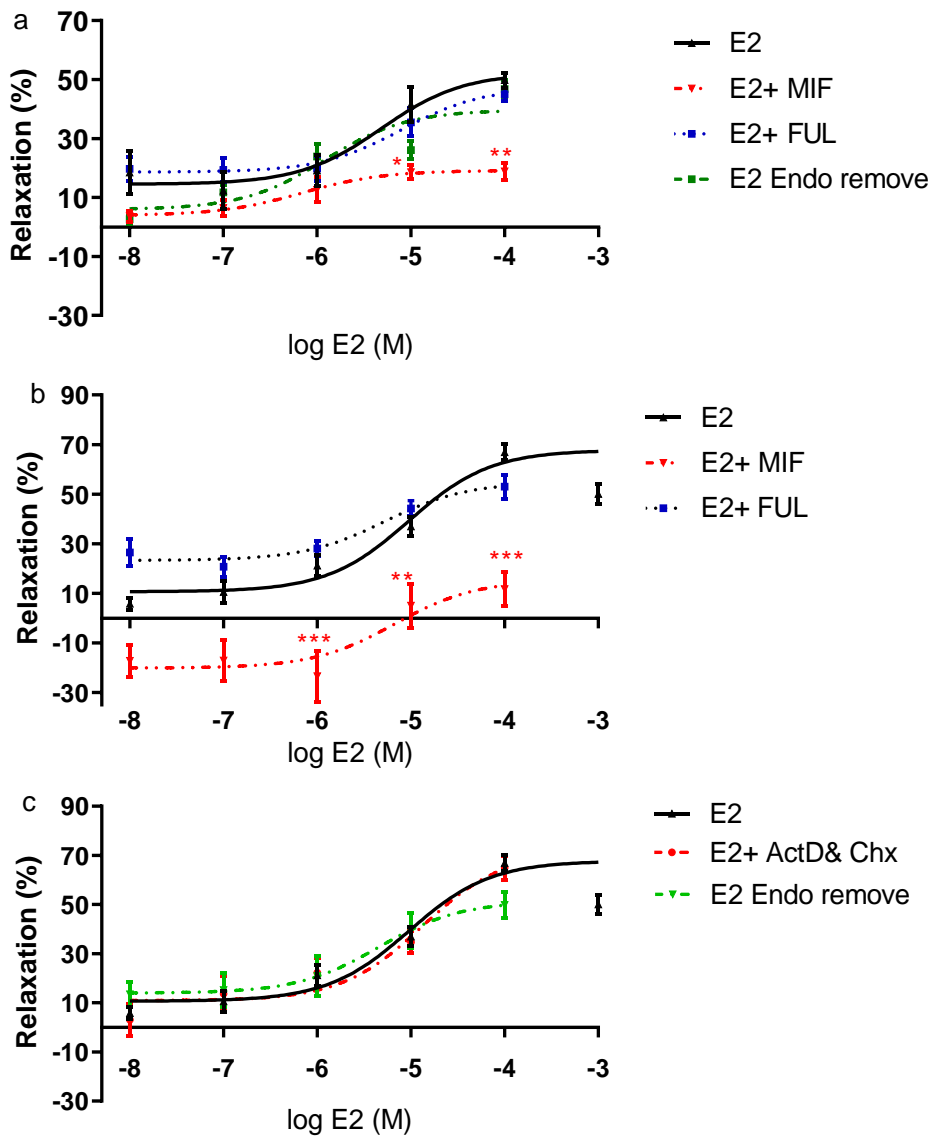 a
70
50
30
10
-10
-30
Relaxation (%)
-8 -7 -6 -5 -4 -3
log E2 (M)
* **
E2
E2+ MIF
E2+ FUL
E2 Endo remove
b
90
70
50
30
10
-10
-30
Relaxation (%)
-8 -7 -6 -5 -4 -3
log E2 (M)
*** ** ***
E2
E2+ MIF
E2+ FUL
c
90
70
50
30
10
-10
-30
Relaxation (%)
-8 -7 -6 -5 -4 -3
log E2 (M)
E2
E2+ ActD& Chx
E2 Endo remove